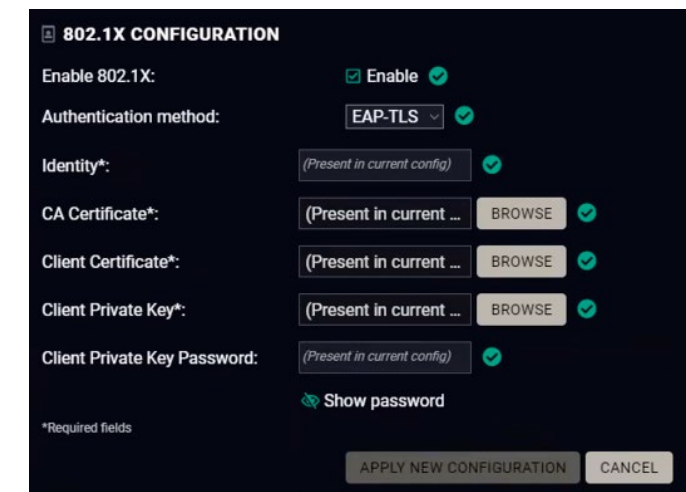 802.1X CONFIGURATION
Enable 802.1X: Enable
Authentication method: EAP-TLS
Identity*: (Present in current config)
CA Certificate*: (Present in current ... BROWSE
Client Certificate*: (Present in current ... BROWSE
Client Private Key*: (Present in current ... BROWSE
Client Private Key Password: (Present in current config)
Show password
*Required fields
APPLY NEW CONFIGURATION CANCEL